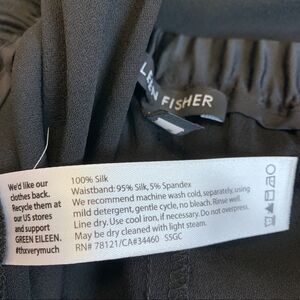 LEEN FISHER
We'd like our
clothes back.
Recycle them at
our US stores
and support
GREEN EILEEN.
#thxverymuch
100% Silk
Waistband: 95% Silk, 5% Spandex
We recommend machine wash cold, separately, using
mild detergent, gentle cycle, no bleach. Rinse well.
Line dry. Use cool iron, if necessary. Do not overpress.
May be dry cleaned with light steam.
RN# 78121/CA#34460 S5GC